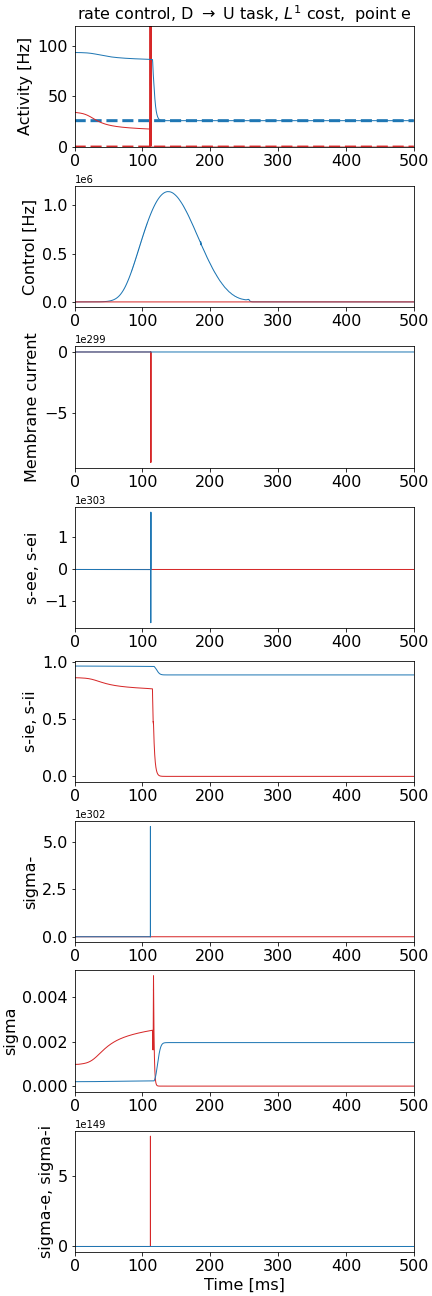 rate control, D → U task, L¹ cost,  point e
Activity [Hz]
100
50
0
0 100 200 300 400 500
1e6
Control [Hz]
1.0
0.5
0.0
0 100 200 300 400 500
1e299
Membrane current
0
−5
0 100 200 300 400 500
1e303
s-ee, s-ei
1
0
−1
0 100 200 300 400 500
s-ie, s-ii
1.0
0.5
0.0
0 100 200 300 400 500
1e302
sigma-
5.0
2.5
0.0
0 100 200 300 400 500
sigma
0.004
0.002
0.000
0 100 200 300 400 500
1e149
sigma-e, sigma-i
5
0
0 100 200 300 400 500
Time [ms]